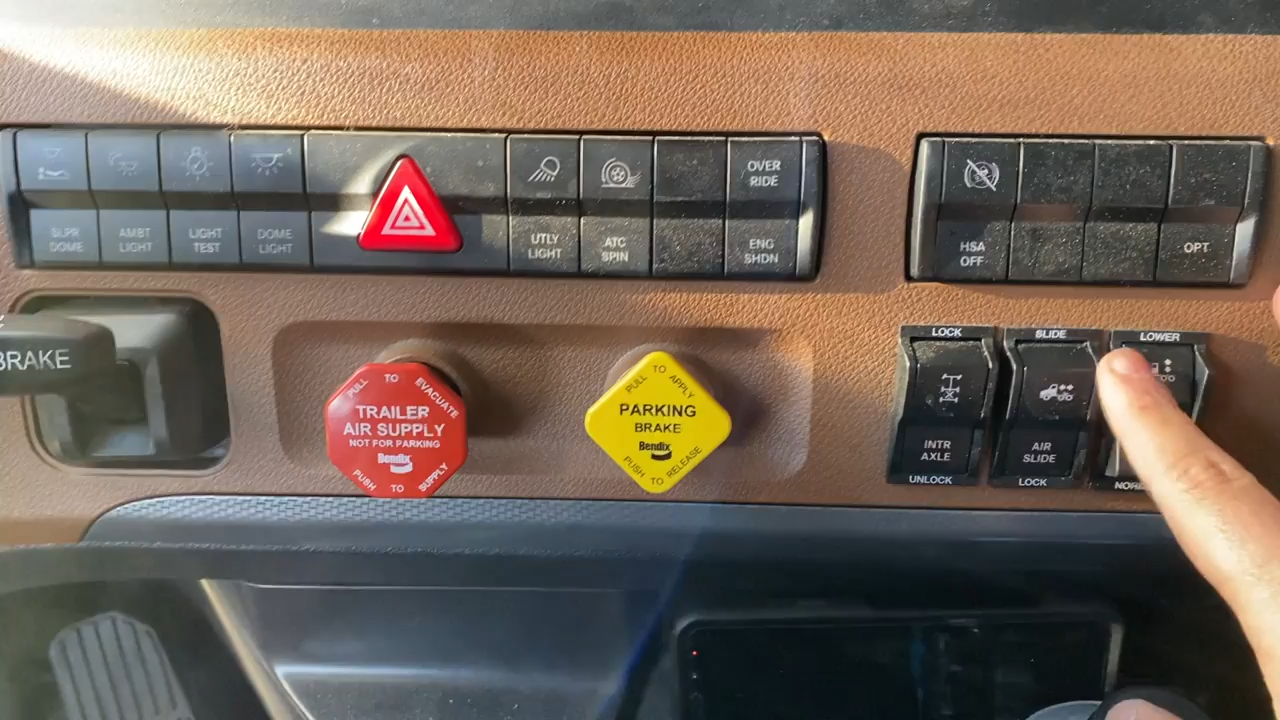 OVER
RIDE
SLPR
DOME
AMBT
LIGHT
LIGHT
TEST
DOME
LIGHT
UTLY
LIGHT
ATC
SPIN
ENG
SHDN
HSA
OFF
OPT
BRAKE
PULL TO EVACUATE
TRAILER
AIR SUPPLY
NOT FOR PARKING
Bendix
PUSH TO SUPPLY
PULL TO APPLY
PARKING
BRAKE
Bendix
PUSH TO RELEASE
LOCK
INTR
AXLE
UNLOCK
SLIDE
AIR
SLIDE
LOCK
LOWER